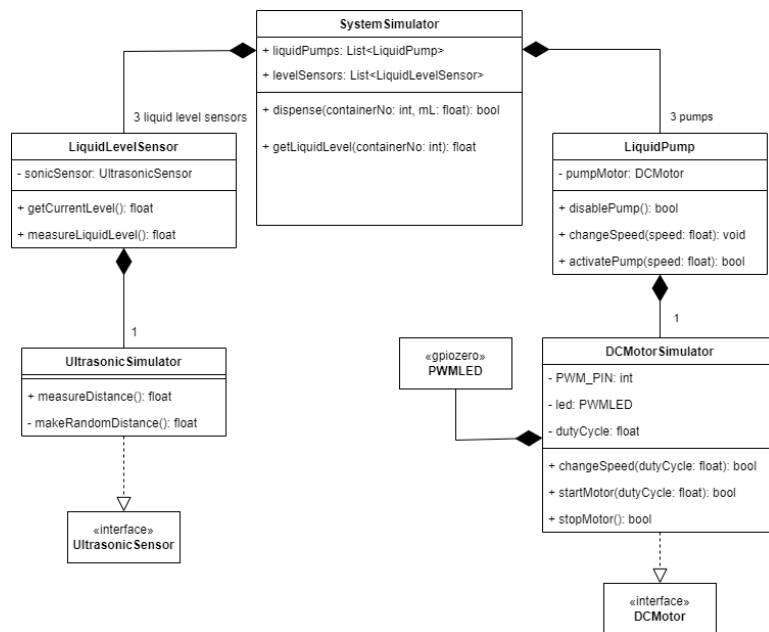 SystemSimulator
+ liquidPumps: List<LiquidPump>
+ levelSensors: List<LiquidLevelSensor>
+ dispense(containerNo: int, mL: float): bool
+ getLiquidLevel(containerNo: int): float
3 liquid level sensors
3 pumps
LiquidLevelSensor
- sonicSensor: UltrasonicSensor
+ getCurrentLevel(): float
+ measureLiquidLevel(): float
LiquidPump
- pumpMotor: DCMotor
+ disablePump(): bool
+ changeSpeed(speed: float): void
+ activatePump(speed: float): bool
1
1
UltrasonicSimulator
+ measureDistance(): float
- makeRandomDistance(): float
«gpiozero»
PWMLED
DCMotorSimulator
- PWM_PIN: int
- led: PWMLED
- dutyCycle: float
+ changeSpeed(dutyCycle: float): bool
+ startMotor(dutyCycle: float): bool
+ stopMotor(): bool
«interface»
UltrasonicSensor
«interface»
DCMotor